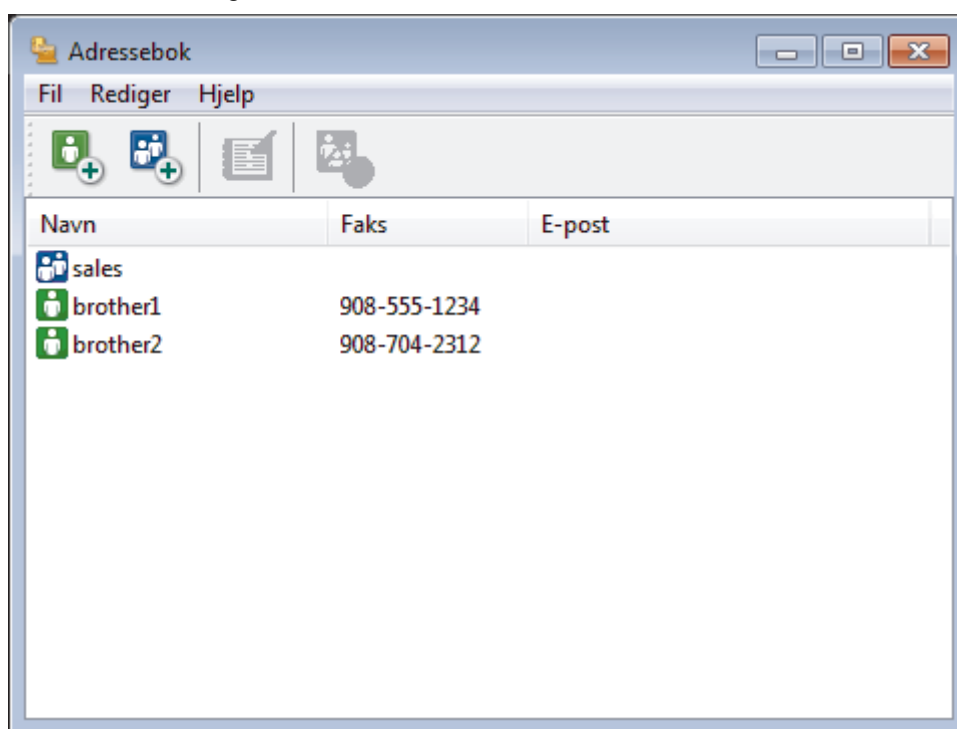 Adressebok
Fil Rediger Hjelp
Navn Faks E-post
sales
brother1 908-555-1234
brother2 908-704-2312